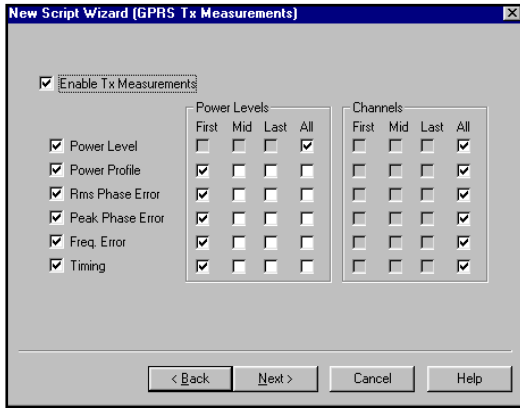 New Script Wizard (GPRS Tx Measurements)
Enable Tx Measurements
Power Levels
Channels
First Mid Last All
First Mid Last All
Power Level
Power Profile
Rms Phase Error
Peak Phase Error
Freq. Error
Timing
< Back
Next >
Cancel
Help